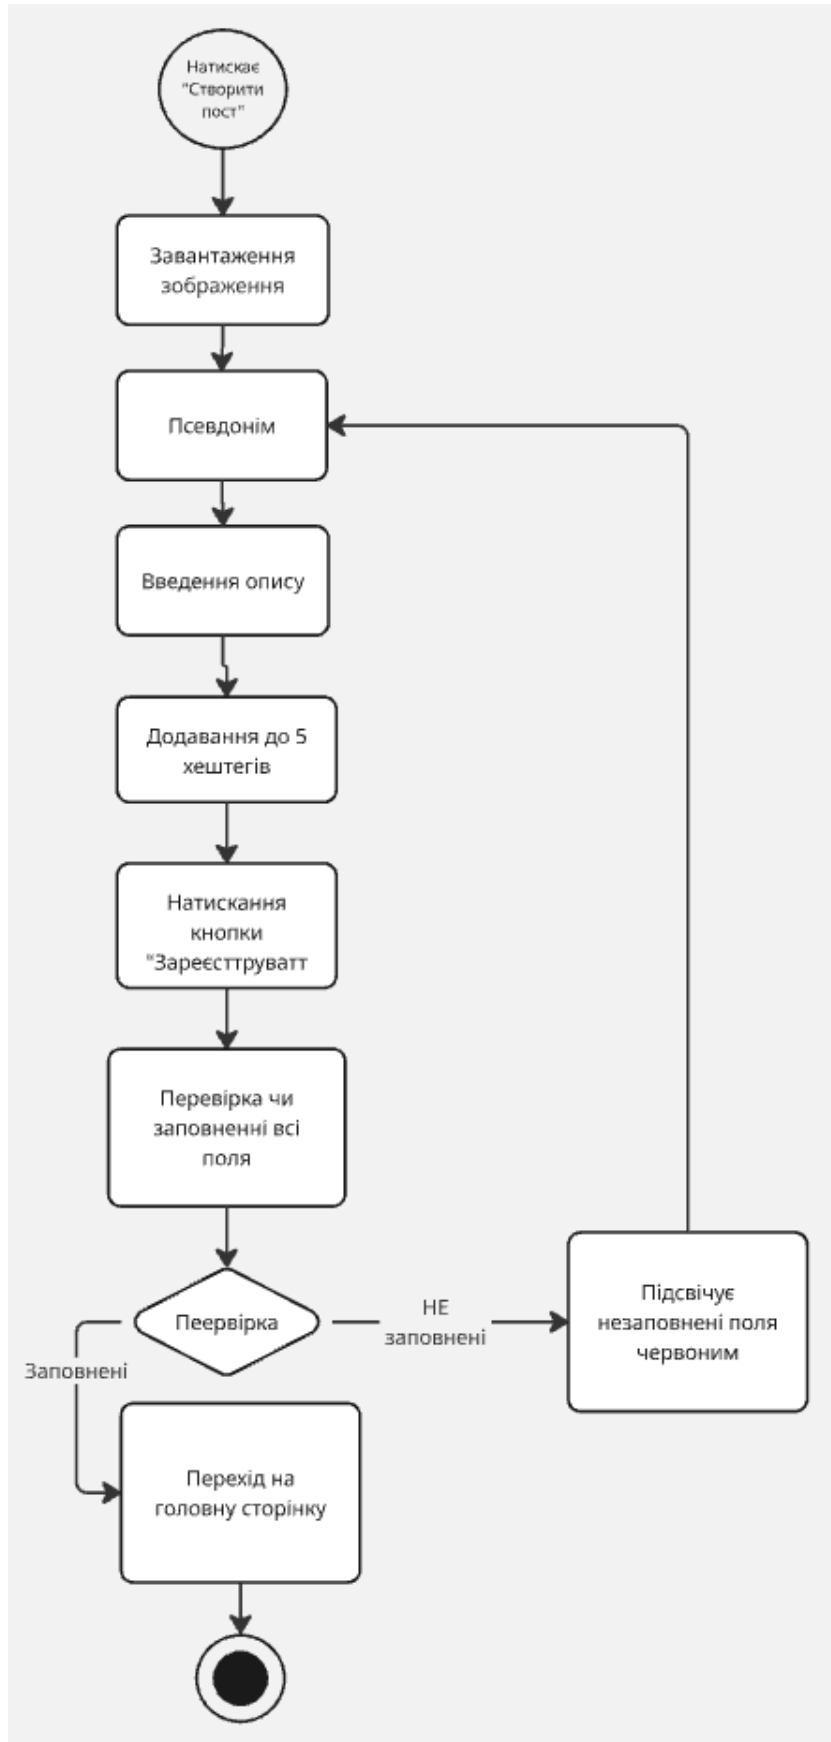 Натискає
"Створити
пост"
Завантаження
зображення
Псевдонім
Введення опису
Додавання до 5
хештегів
Натискання
кнопки
"Зареєсттруватт
Перевірка чи
заповненні всі
поля
Пеервірка
НЕ
заповнені
Підсвічує
незаповнені поля
червоним
Заповнені
Перехід на
головну сторінку